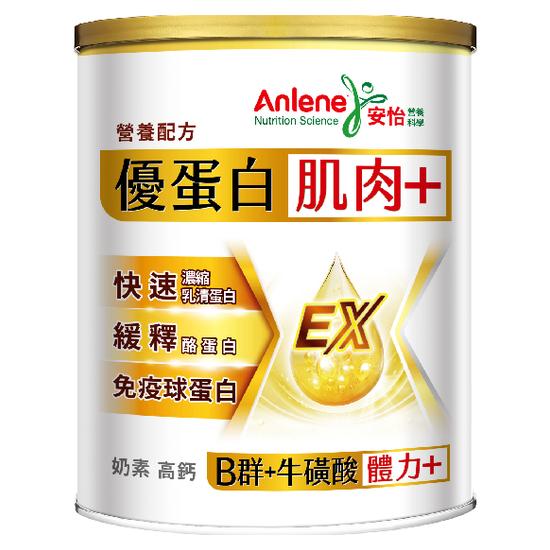 Anlene
Nutrition Science
安怡 營養科學
營養配方
優蛋白 肌肉+
快速 濃縮乳清蛋白
緩釋 酪蛋白
免疫球蛋白
EX
奶素 高鈣
B群+牛磺酸 體力+